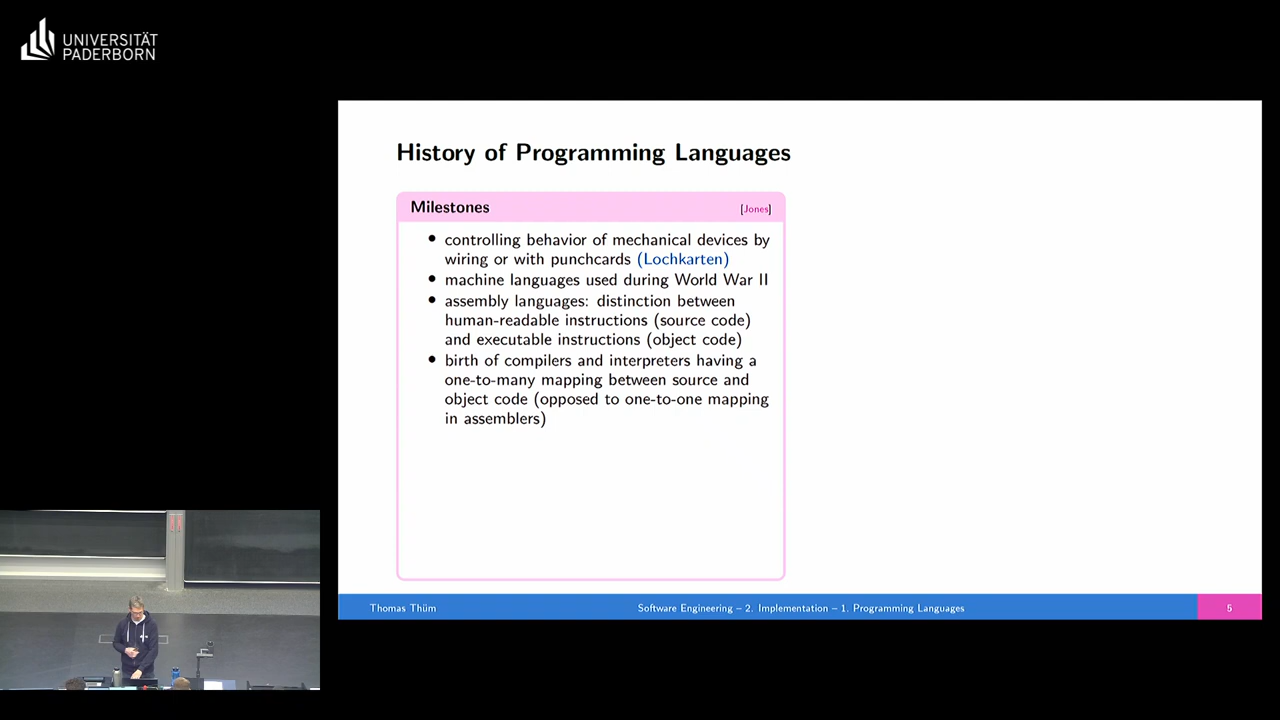 UNIVERSITÄT
PADERBORN
History of Programming Languages
Milestones
[Jones]
• controlling behavior of mechanical devices by
wiring or with punchcards (Lochkarten)
• machine languages used during World War II
• assembly languages: distinction between
human-readable instructions (source code)
and executable instructions (object code)
• birth of compilers and interpreters having a
one-to-many mapping between source and
object code (opposed to one-to-one mapping
in assemblers)
Thomas Thüm
Software Engineering – 2. Implementation – 1. Programming Languages
5